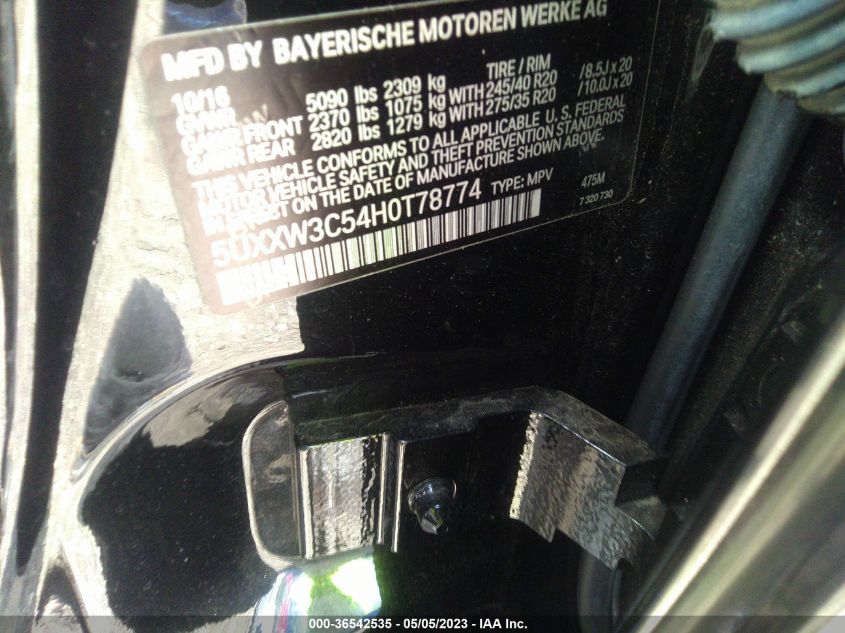 MFD BY BAYERISCHE MOTOREN WERKE AG
10/16 TIRE / RIM
GVWR 5090 lbs 2309 kg
GAWR FRONT 2370 lbs 1075 kg WITH 245/40 R20 /8.5J x 20
GAWR REAR 2820 lbs 1279 kg WITH 275/35 R20 /10.0J x 20
THIS VEHICLE CONFORMS TO ALL APPLICABLE U.S. FEDERAL
MOTOR VEHICLE SAFETY AND THEFT PREVENTION STANDARDS
IN EFFECT ON THE DATE OF MANUFACTURE SHOWN ABOVE.
5UXXW3C54H0T78774 TYPE: MPV 475M
7 320 730
000-36542535 - 05/05/2023 - IAA Inc.